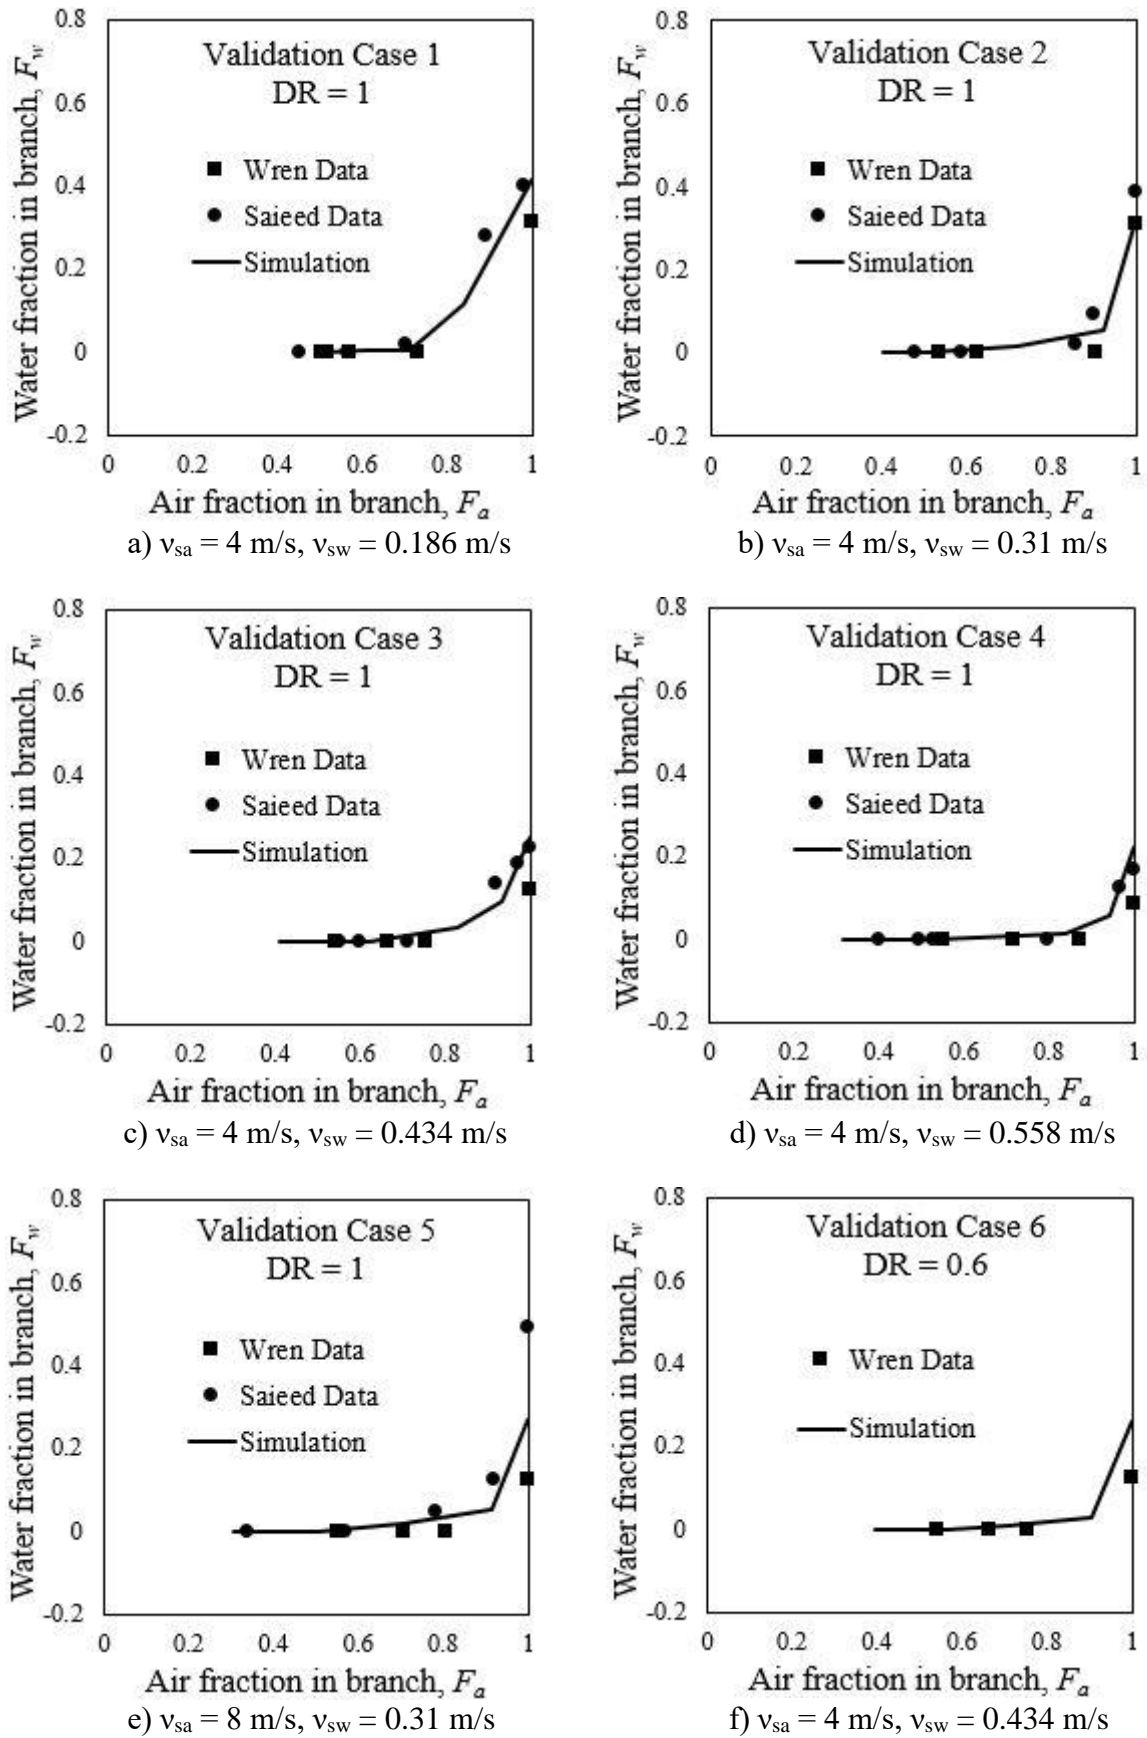 Validation Case 1
DR = 1
Wren Data
Saieed Data
Simulation
Water fraction in branch, Fw
0.8
0.6
0.4
0.2
0
-0.2
0 0.2 0.4 0.6 0.8 1
Air fraction in branch, Fa
a) νsa = 4 m/s, νsw = 0.186 m/s
Validation Case 2
DR = 1
Wren Data
Saieed Data
Simulation
Water fraction in branch, Fw
0.8
0.6
0.4
0.2
0
-0.2
0 0.2 0.4 0.6 0.8 1
Air fraction in branch, Fa
b) νsa = 4 m/s, νsw = 0.31 m/s
Validation Case 3
DR = 1
Wren Data
Saieed Data
Simulation
Water fraction in branch, Fw
0.8
0.6
0.4
0.2
0
-0.2
0 0.2 0.4 0.6 0.8 1
Air fraction in branch, Fa
c) νsa = 4 m/s, νsw = 0.434 m/s
Validation Case 4
DR = 1
Wren Data
Saieed Data
Simulation
Water fraction in branch, Fw
0.8
0.6
0.4
0.2
0
-0.2
0 0.2 0.4 0.6 0.8 1
Air fraction in branch, Fa
d) νsa = 4 m/s, νsw = 0.558 m/s
Validation Case 5
DR = 1
Wren Data
Saieed Data
Simulation
Water fraction in branch, Fw
0.8
0.6
0.4
0.2
0
-0.2
0 0.2 0.4 0.6 0.8 1
Air fraction in branch, Fa
e) νsa = 8 m/s, νsw = 0.31 m/s
Validation Case 6
DR = 0.6
Wren Data
Simulation
Water fraction in branch, Fw
0.8
0.6
0.4
0.2
0
-0.2
0 0.2 0.4 0.6 0.8 1
Air fraction in branch, Fa
f) νsa = 4 m/s, νsw = 0.434 m/s